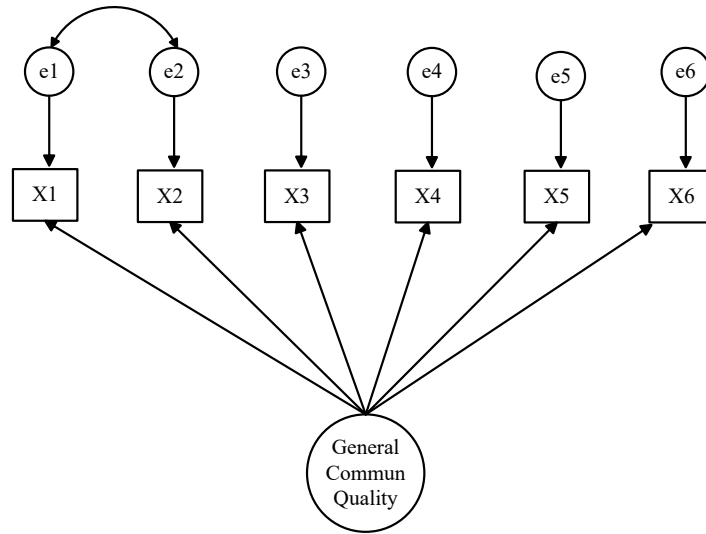 e1
e2
e3
e4
e5
e6
X1
X2
X3
X4
X5
X6
General
Commun
Quality